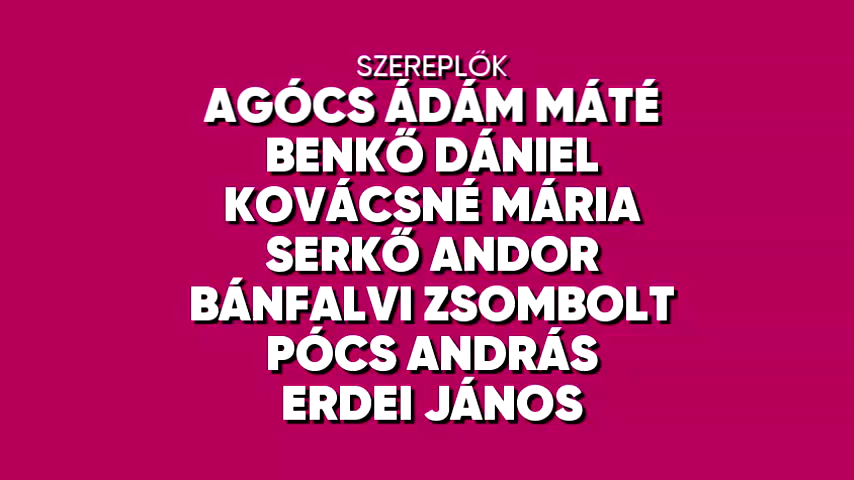 SZEREPLŐK
AGÓCS ÁDÁM MÁTÉ
BENKŐ DÁNIEL
KOVÁCSNÉ MÁRIA
SERKŐ ANDOR
BÁNFALVI ZSOMBOLT
PÓCS ANDRÁS
ERDEI JÁNOS